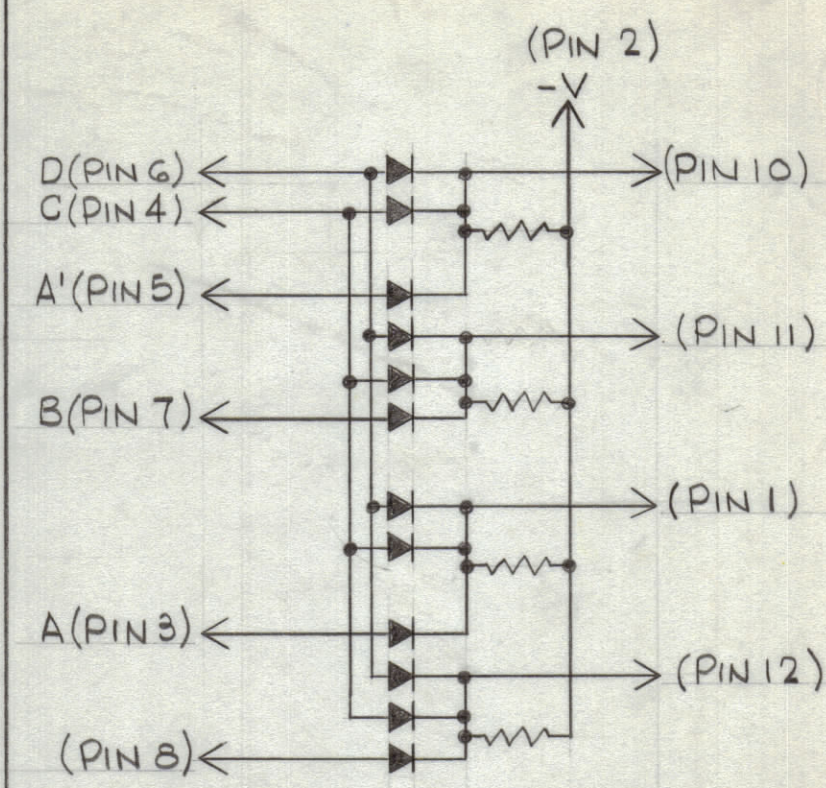 (PIN 2)
-V
D(PIN 6)
(PIN 10)
C(PIN 4)
A'(PIN 5)
(PIN 11)
B(PIN 7)
(PIN 1)
A(PIN 3)
(PIN 12)
(PIN 8)